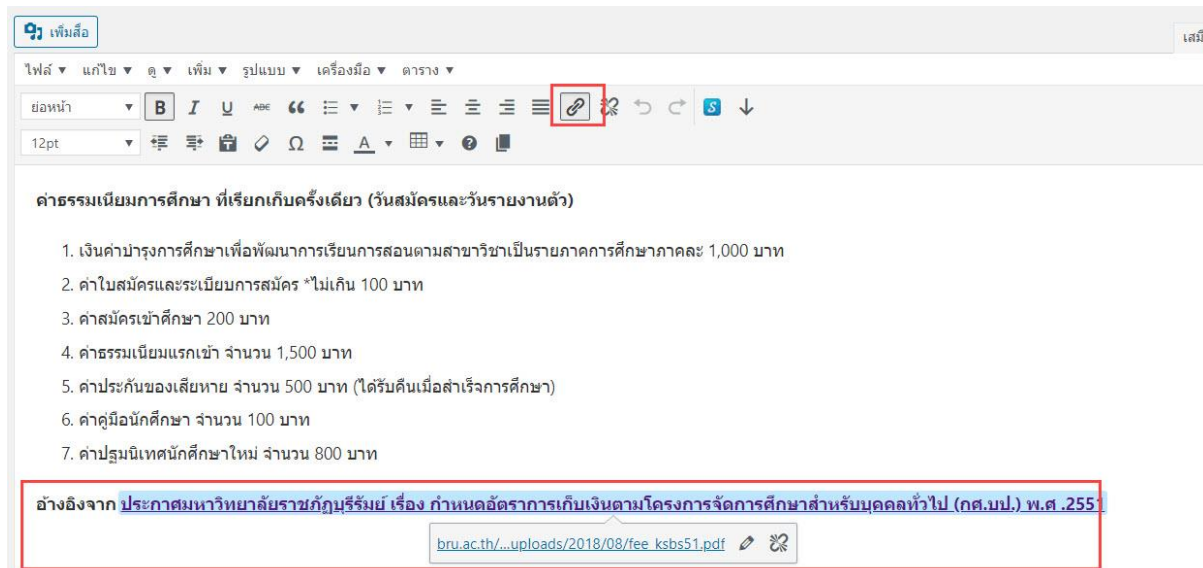 เพิ่มสื่อ
เสมื
ไฟล์ แก้ไข ดู เพิ่ม รูปแบบ เครื่องมือ ตาราง
ย่อหน้า B I U ABC
12pt Ω A
ค่าธรรมเนียมการศึกษา ที่เรียกเก็บครั้งเดียว (วันสมัครและวันรายงานตัว)
1. เงินค่าบำรุงการศึกษาเพื่อพัฒนาการเรียนการสอนตามสาขาวิชาเป็นรายภาคการศึกษาภาคละ 1,000 บาท
2. ค่าใบสมัครและระเบียบการสมัคร *ไม่เกิน 100 บาท
3. ค่าสมัครเข้าศึกษา 200 บาท
4. ค่าธรรมเนียมแรกเข้า จำนวน 1,500 บาท
5. ค่าประกันของเสียหาย จำนวน 500 บาท (ได้รับคืนเมื่อสำเร็จการศึกษา)
6. ค่าคู่มือนักศึกษา จำนวน 100 บาท
7. ค่าปฐมนิเทศนักศึกษาใหม่ จำนวน 800 บาท
อ้างอิงจาก ประกาศมหาวิทยาลัยราชภัฏบุรีรัมย์ เรื่อง กำหนดอัตราการเก็บเงินตามโครงการจัดการศึกษาสำหรับบุคคลทั่วไป (กศ.บป.) พ.ศ .2551
bru.ac.th/...uploads/2018/08/fee_ksbs51.pdf